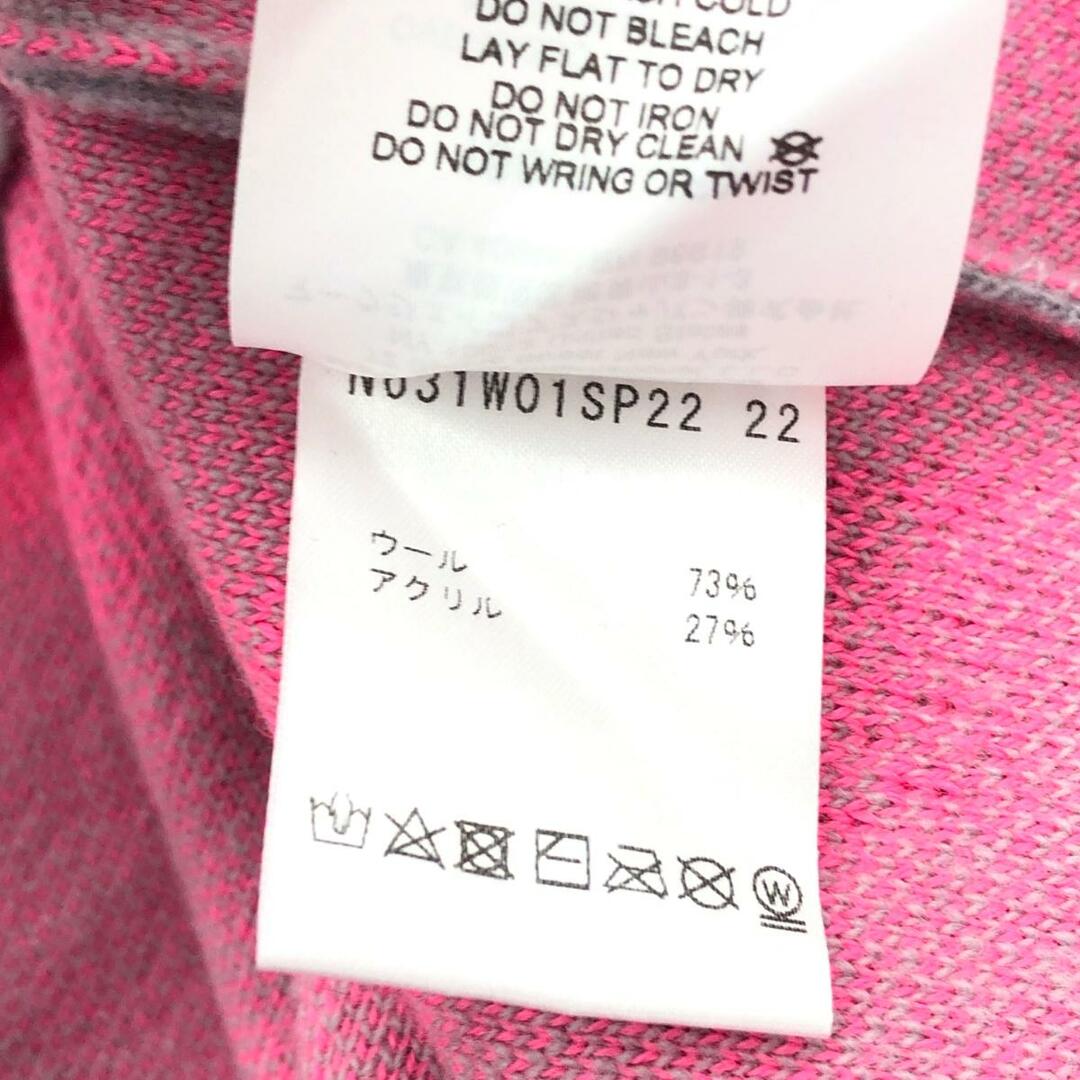 COLD
DO NOT BLEACH
LAY FLAT TO DRY
DO NOT IRON
DO NOT DRY CLEAN
DO NOT WRING OR TWIST
N031W01SP22 22
ウール 73%
アクリル 27%
W